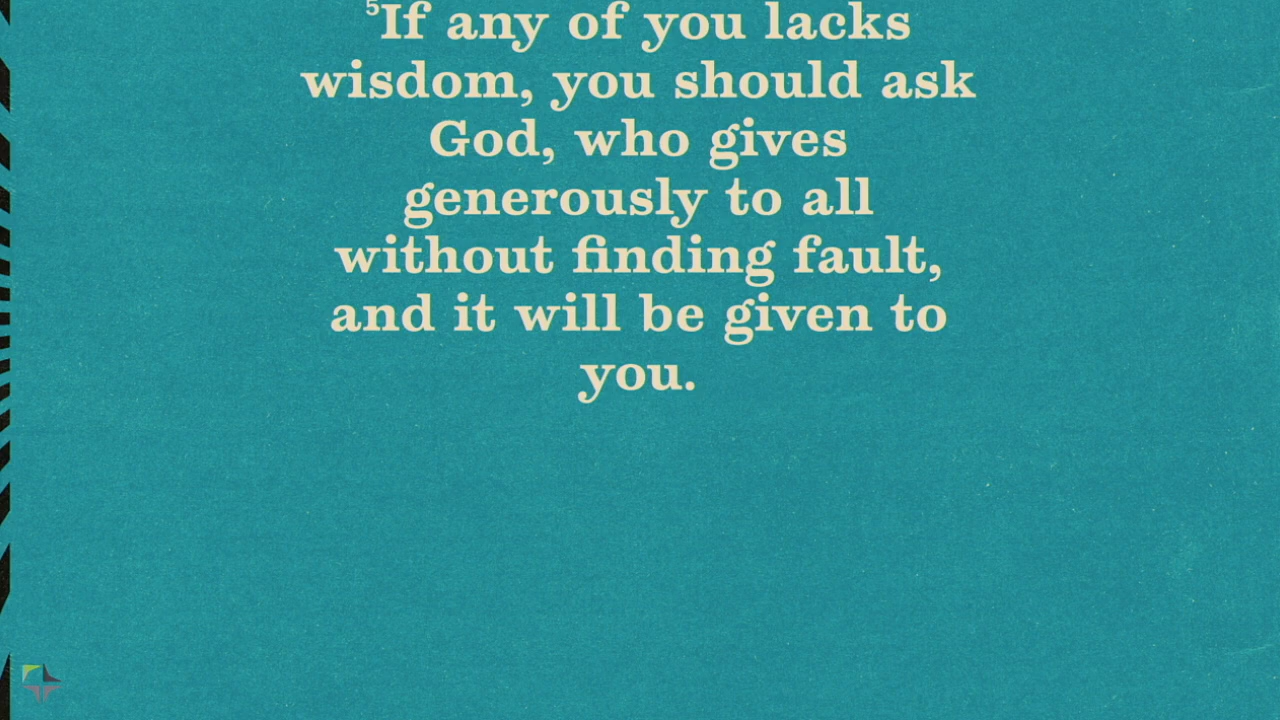 ⁵If any of you lacks
wisdom, you should ask
God, who gives
generously to all
without finding fault,
and it will be given to
you.